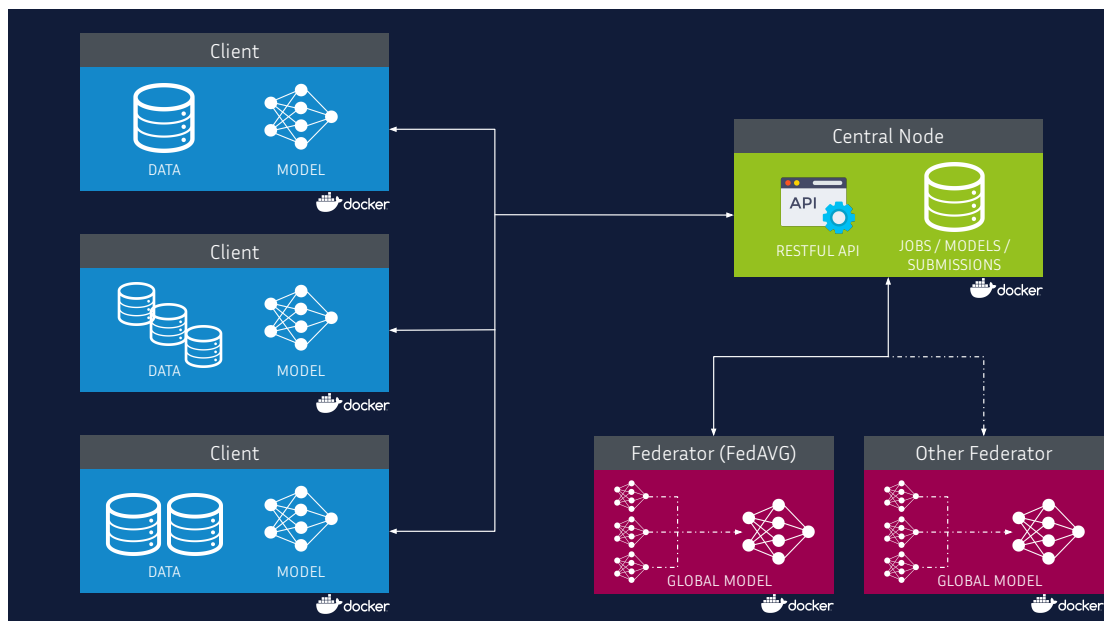 Client
DATA
MODEL
docker
Client
DATA
MODEL
docker
Client
DATA
MODEL
docker
Central Node
API
RESTFUL API
JOBS / MODELS /
SUBMISSIONS
docker
Federator (FedAVG)
GLOBAL MODEL
docker
Other Federator
GLOBAL MODEL
docker